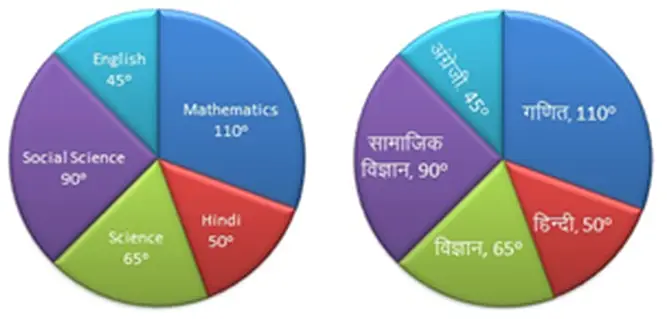 English
45°
Mathematics
110°
Social Science
90°
Hindi
50°
Science
65°
अंग्रेजी, 45°
गणित, 110°
सामाजिक
विज्ञान, 90°
हिन्दी, 50°
विज्ञान, 65°